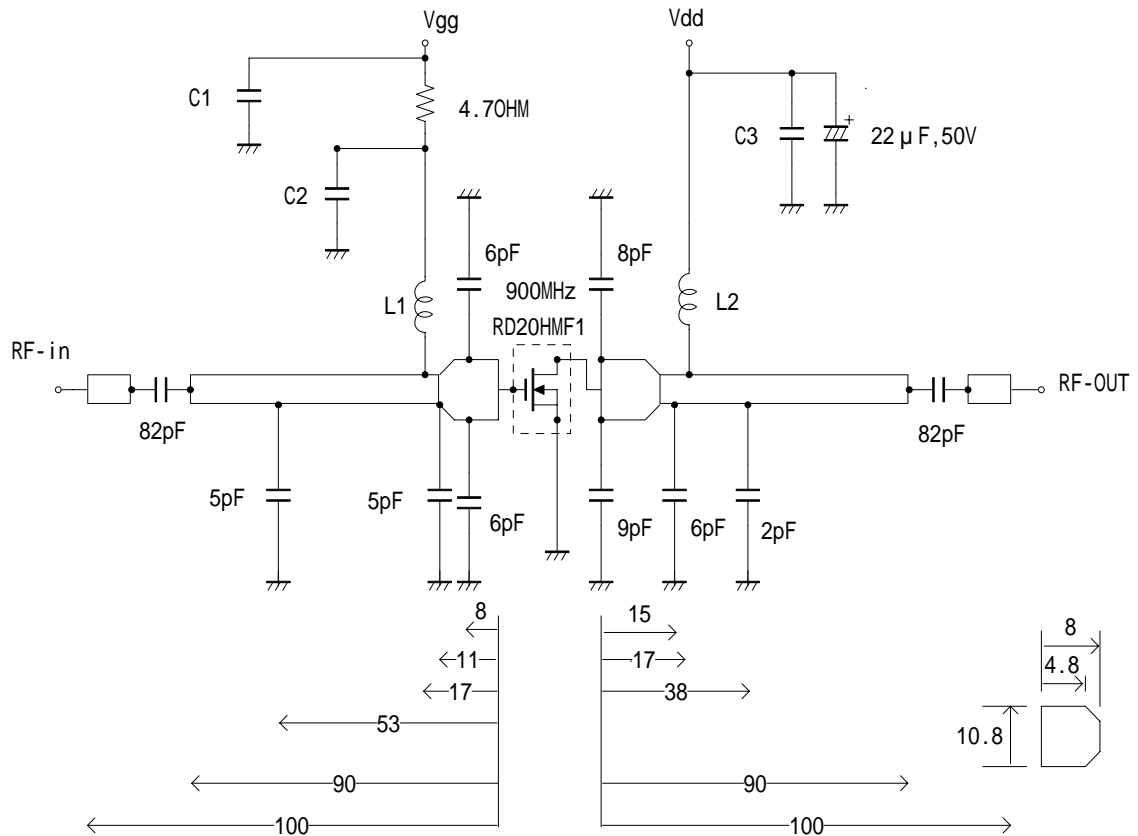 Vgg
Vdd
C1
4.7OHM
C3
+
22μF,50V
C2
6pF
8pF
L1
900MHz
L2
RD20HMF1
RF-in
RF-OUT
82pF
82pF
5pF
5pF
6pF
9pF
6pF
2pF
8
15
8
11
17
4.8
17
38
53
10.8
90
90
100
100